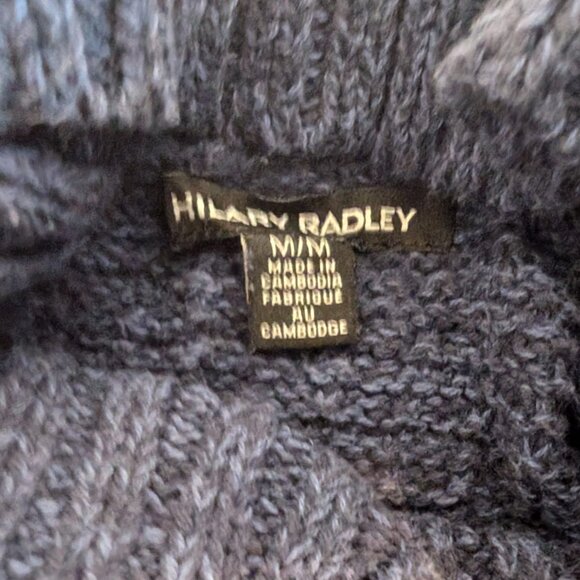 HILARY RADLEY
M/M
MADE IN
CAMBODIA
FABRIQUE
AU
CAMBODGE